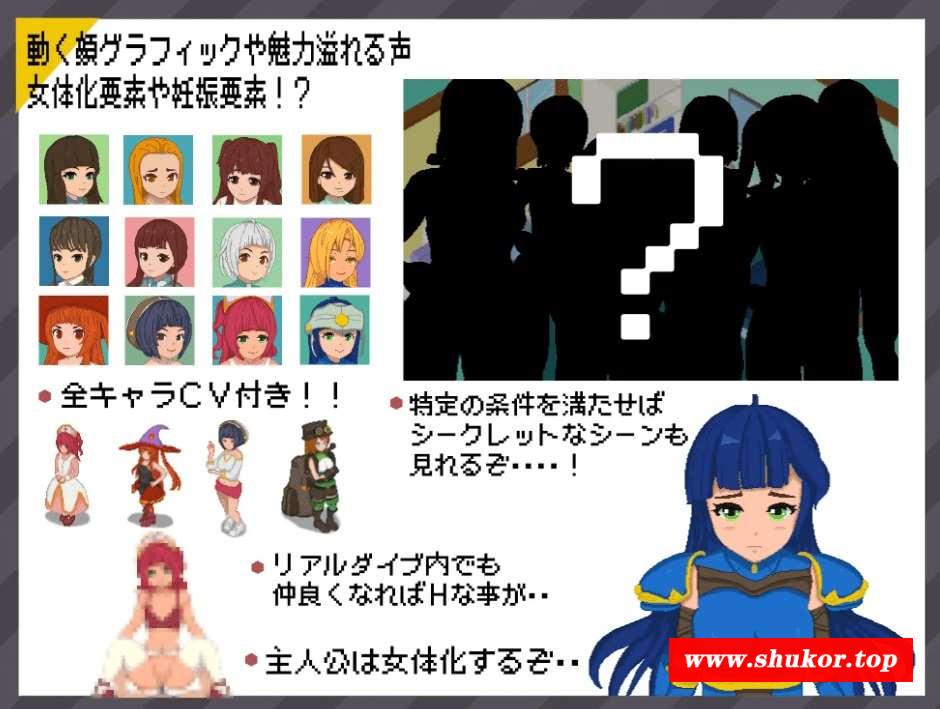 動く顔グラフィックや魅力溢れる声
女体化要素や妊娠要素！？
?
全キャラCV付き！！
特定の条件を満たせば
シークレットなシーンも
見れるぞ・・・・！
リアルダイブ内でも
仲良くなればHな事が・・
主人公は女体化するぞ・・
www.shukor.top